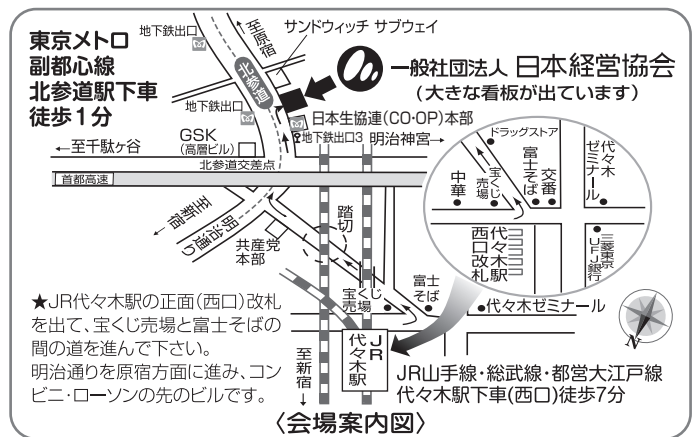 東京メトロ
副都心線
北参道駅下車
徒歩1分
地下鉄出口
至原宿
サンドウィッチ サブウェイ
北参道
一般社団法人 日本経営協会
(大きな看板が出ています)
地下鉄出口
日本生協連(CO・OP)本部
地下鉄出口3
明治神宮→
GSK
(高層ビル)
←至千駄ヶ谷
北参道交差点
首都高速
至新宿
明治通り
共産党
本部
踏切
ドラッグストア
中華
宝くじ
売場
富士そば
交番
代々木
ゼミナール
代々木駅
西口改札
三菱東京
UFJ銀行
宝くじ
売場
富士
そば
代々木ゼミナール
★JR代々木駅の正面(西口)改札
を出て、宝くじ売場と富士そばの
間の道を進んで下さい。
明治通りを原宿方面に進み、コン
ビニ・ローソンの先のビルです。
至新宿
JR
代々木駅
N
JR山手線・総武線・都営大江戸線
代々木駅下車(西口)徒歩7分
〈会場案内図〉